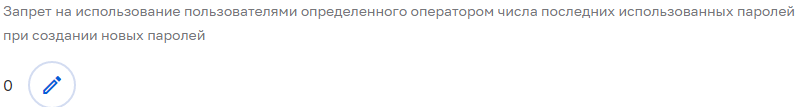 Запрет на использование пользователями определенного оператором числа последних использованных паролей
при создании новых паролей
0